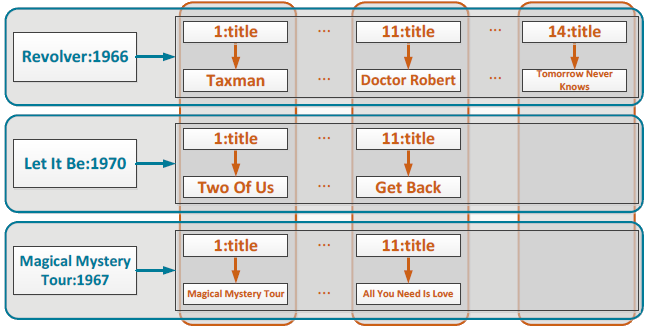 1:title ... 11:title ... 14:title
Revolver:1966
Taxman ... Doctor Robert ... Tomorrow Never
Knows
1:title ... 11:title
Let It Be:1970
Two Of Us ... Get Back
1:title ... 11:title
Magical Mystery
Tour:1967
Magical Mystery Tour ... All You Need Is Love